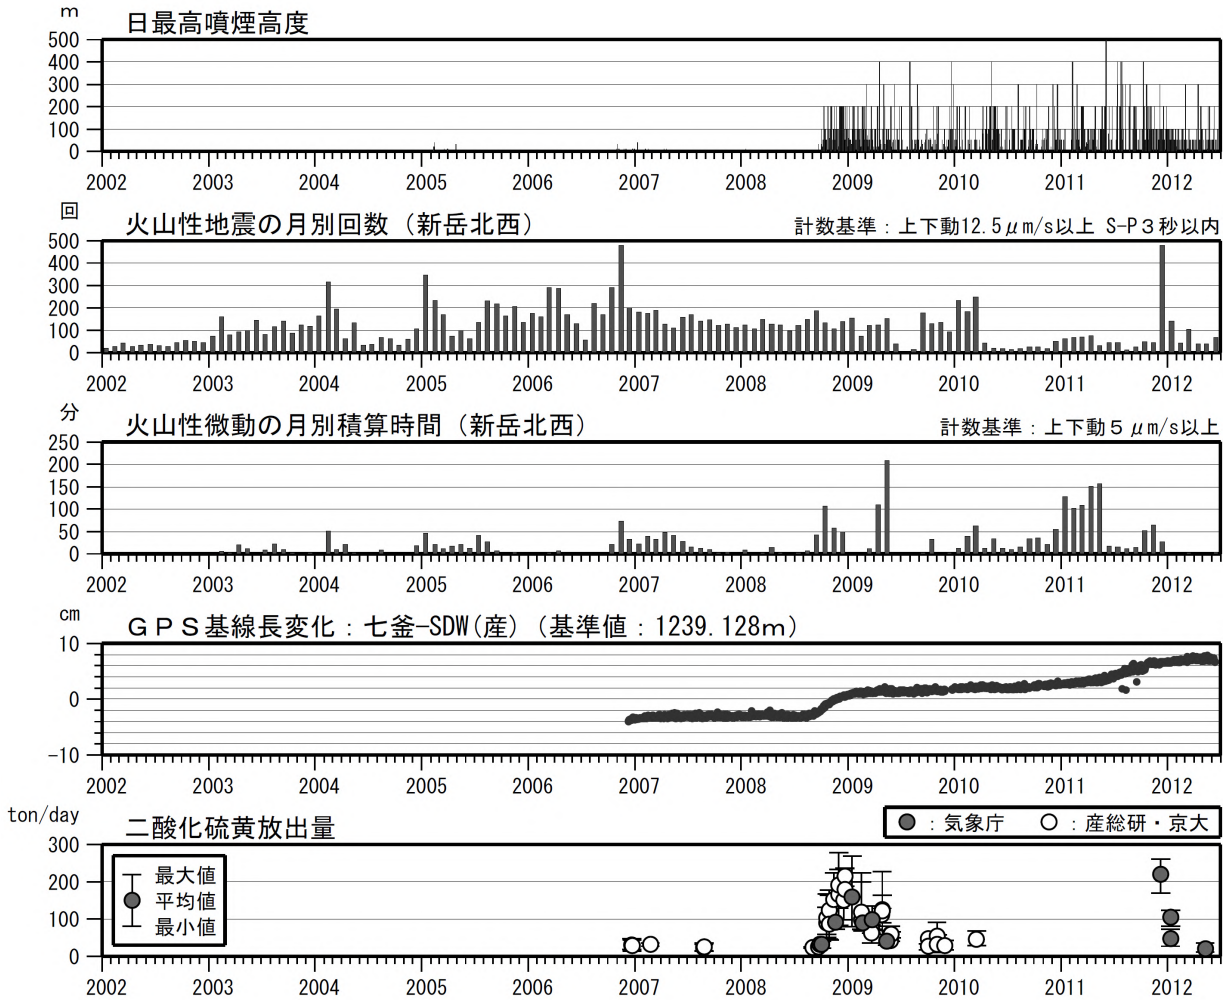 m
日最高噴煙高度
500
400
300
200
100
0
2002 2003 2004 2005 2006 2007 2008 2009 2010 2011 2012
回
火山性地震の月別回数（新岳北西）
計数基準：上下動12.5μm/s以上 S-P３秒以内
500
400
300
200
100
0
2002 2003 2004 2005 2006 2007 2008 2009 2010 2011 2012
分
火山性微動の月別積算時間（新岳北西）
計数基準：上下動５μm/s以上
250
200
150
100
50
0
2002 2003 2004 2005 2006 2007 2008 2009 2010 2011 2012
cm
ＧＰＳ基線長変化：七釜−SDW(産)（基準値：1239.128m）
10
0
-10
2002 2003 2004 2005 2006 2007 2008 2009 2010 2011 2012
ton/day
二酸化硫黄放出量
：気象庁 ：産総研・京大
300
200
100
0
最大値
平均値
最小値
2002 2003 2004 2005 2006 2007 2008 2009 2010 2011 2012